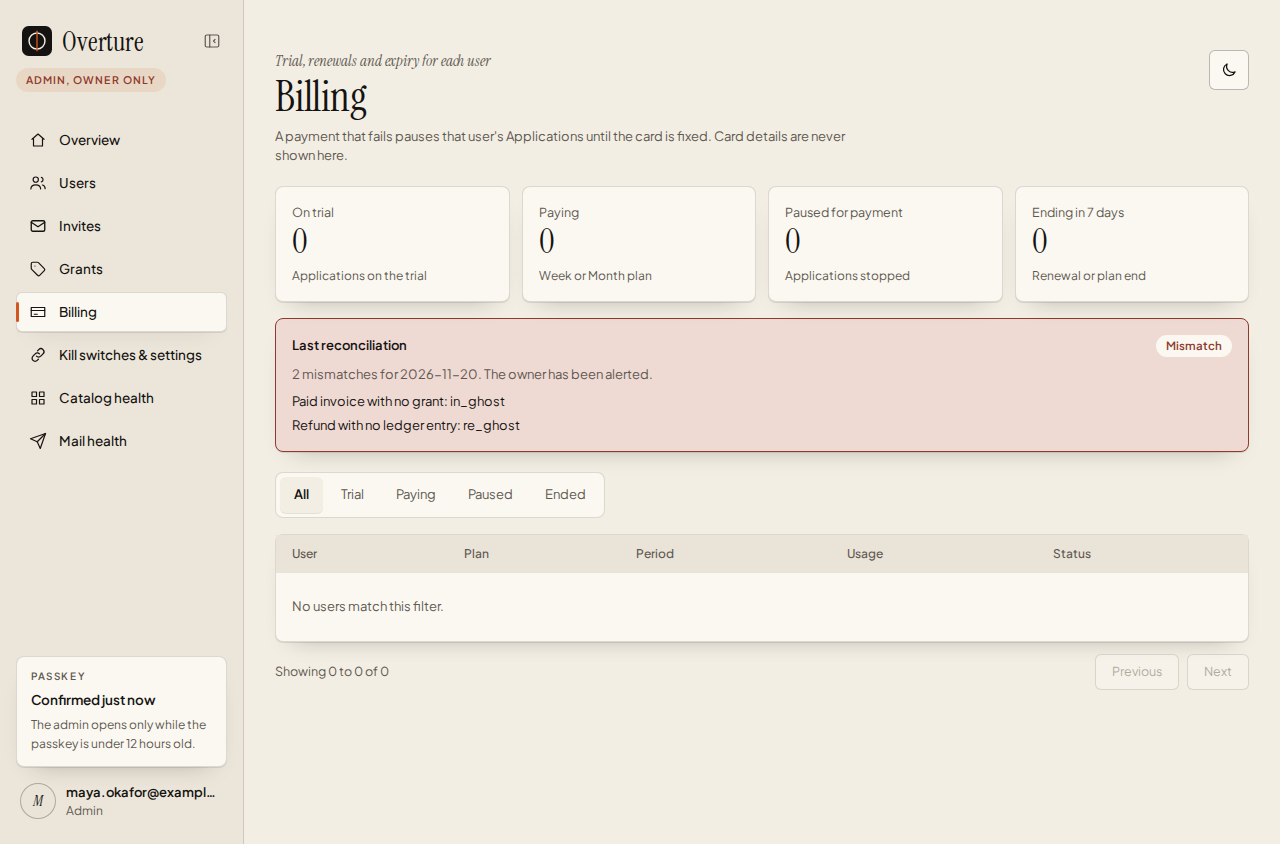 Overture
ADMIN, OWNER ONLY
Overview
Users
Invites
Grants
Billing
Kill switches & settings
Catalog health
Mail health
PASSKEY
Confirmed just now
The admin opens only while the
passkey is under 12 hours old.
M
maya.okafor@exampl…
Admin
Trial, renewals and expiry for each user
Billing
A payment that fails pauses that user's Applications until the card is fixed. Card details are never
shown here.
On trial
0
Applications on the trial
Paying
0
Week or Month plan
Paused for payment
0
Applications stopped
Ending in 7 days
0
Renewal or plan end
Last reconciliation
Mismatch
2 mismatches for 2026-11-20. The owner has been alerted.
Paid invoice with no grant: in_ghost
Refund with no ledger entry: re_ghost
All Trial Paying Paused Ended
User Plan Period Usage Status
No users match this filter.
Showing 0 to 0 of 0
Previous Next